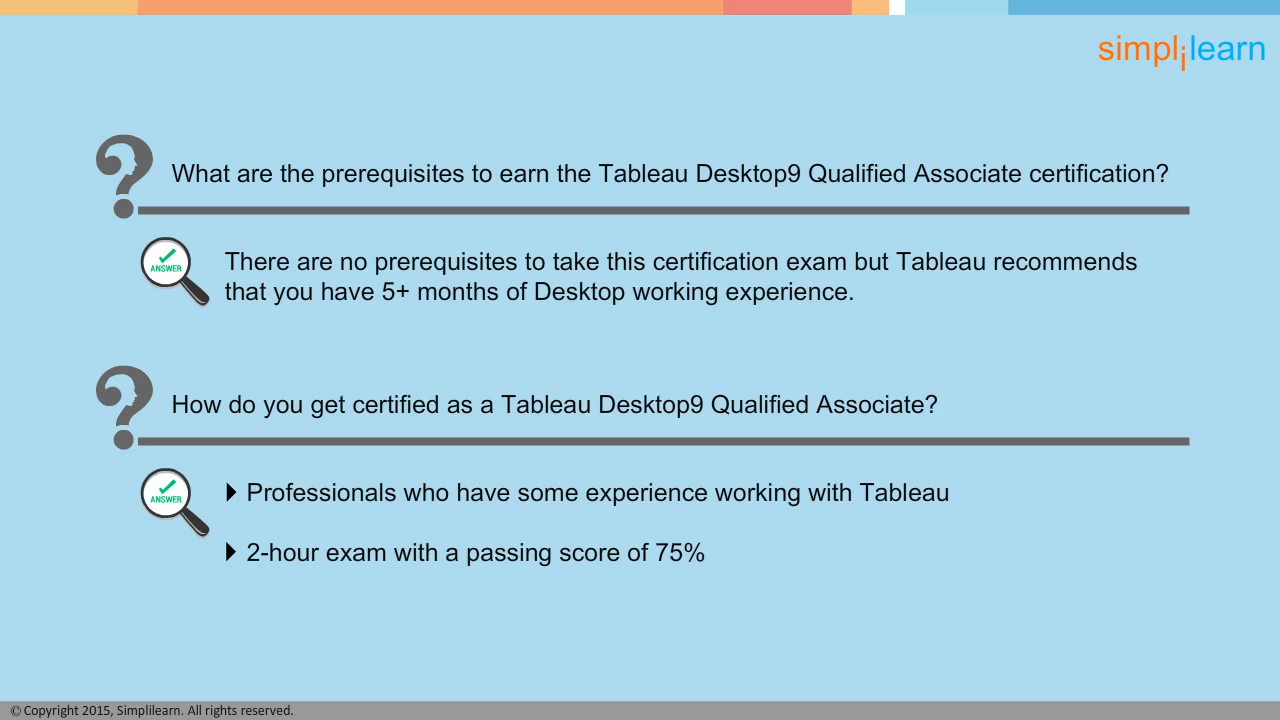 simplilearn
What are the prerequisites to earn the Tableau Desktop9 Qualified Associate certification?
ANSWER
There are no prerequisites to take this certification exam but Tableau recommends
that you have 5+ months of Desktop working experience.
How do you get certified as a Tableau Desktop9 Qualified Associate?
ANSWER
Professionals who have some experience working with Tableau
2-hour exam with a passing score of 75%
© Copyright 2015, Simplilearn. All rights reserved.